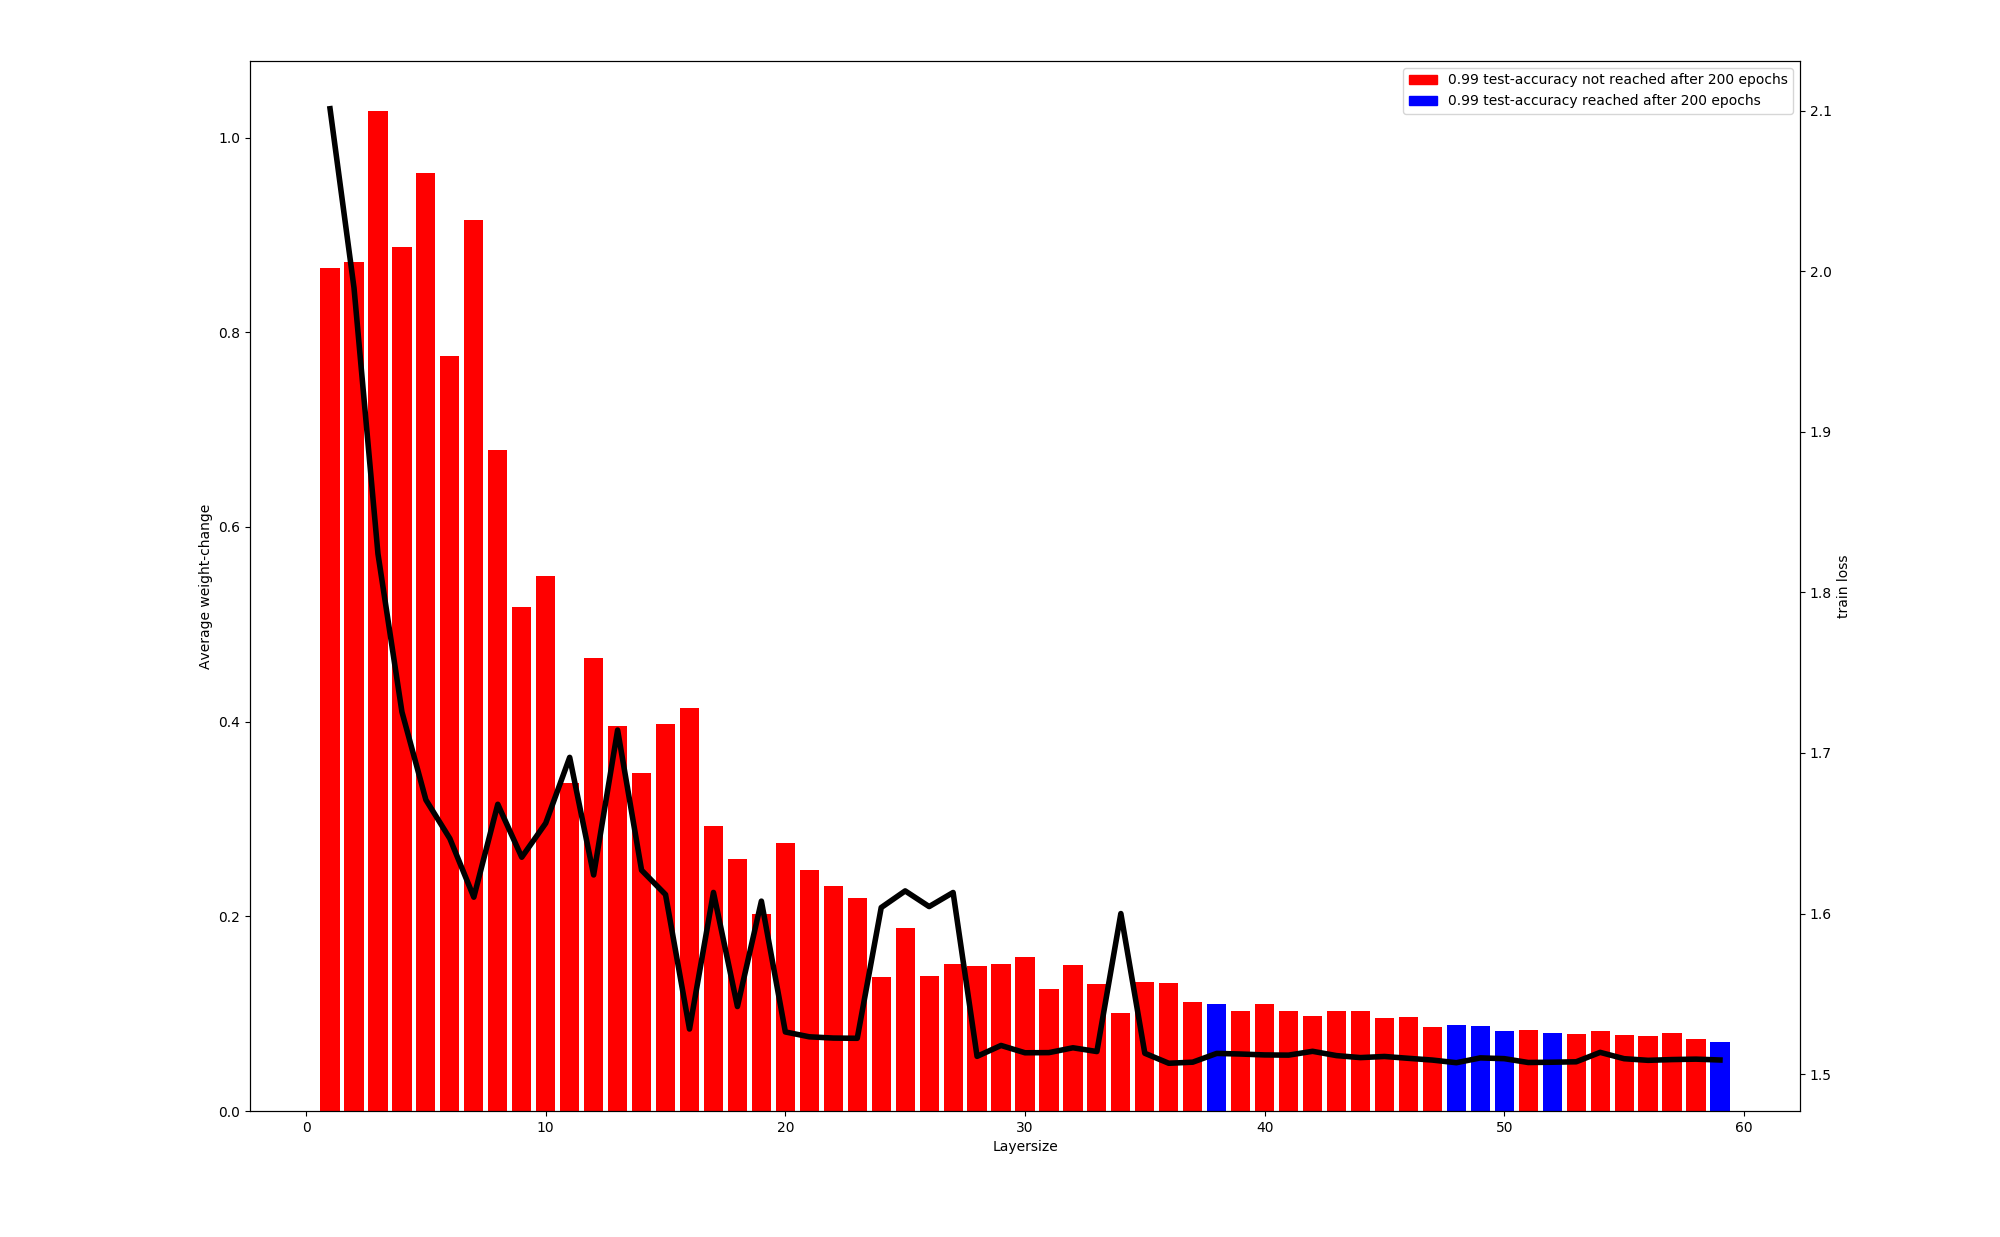 0.99 test-accuracy not reached after 200 epochs
0.99 test-accuracy reached after 200 epochs
1.0
0.8
0.6
0.4
0.2
0.0
Average weight-change
2.1
2.0
1.9
1.8
1.7
1.6
1.5
train loss
0 10 20 30 40 50 60
Layersize